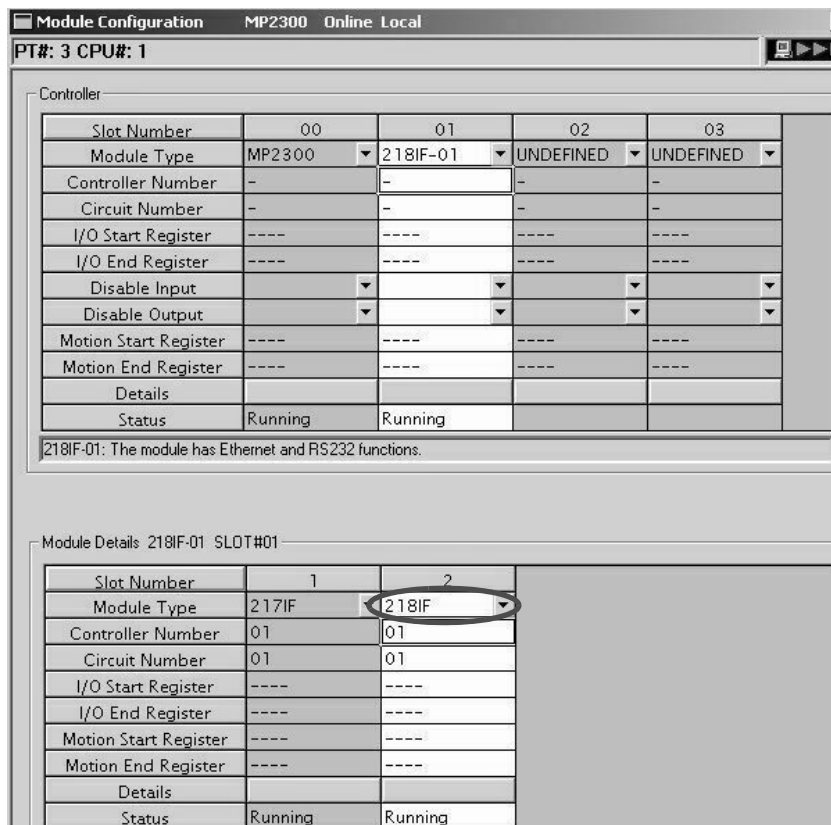 Module Configuration MP2300 Online Local
PT#: 3 CPU#: 1
Controller
Slot Number 00 01 02 03
Module Type MP2300 218IF-01 UNDEFINED UNDEFINED
Controller Number - - - -
Circuit Number - - - -
I/O Start Register ---- ---- ---- ----
I/O End Register ---- ---- ---- ----
Disable Input
Disable Output
Motion Start Register ---- ---- ---- ----
Motion End Register ---- ---- ---- ----
Details
Status Running Running
218IF-01: The module has Ethernet and RS232 functions.
Module Details 218IF-01 SLOT#01
Slot Number 1 2
Module Type 217IF 218IF
Controller Number 01 01
Circuit Number 01 01
I/O Start Register ---- ----
I/O End Register ---- ----
Motion Start Register ---- ----
Motion End Register ---- ----
Details
Status Running Running